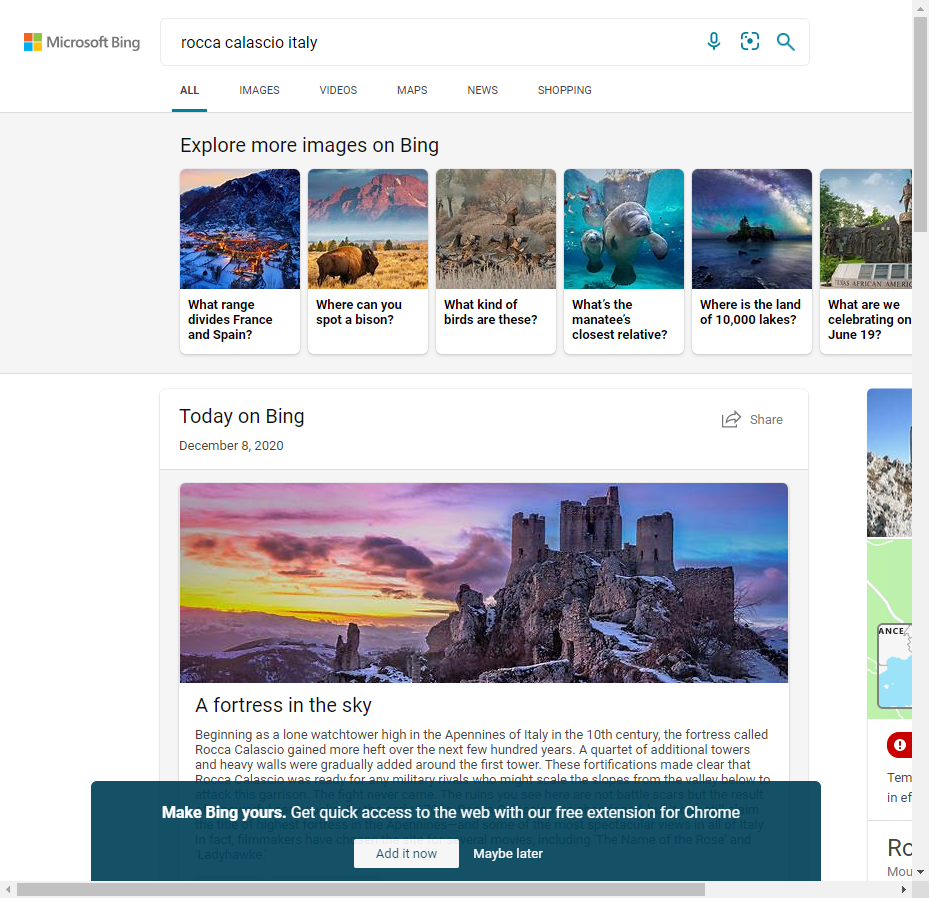 Microsoft Bing
rocca calascio italy
ALL IMAGES VIDEOS MAPS NEWS SHOPPING
Explore more images on Bing
What range
divides France
and Spain?
Where can you
spot a bison?
What kind of
birds are these?
What's the
manatee's
closest relative?
Where is the land
of 10,000 lakes?
TEXAS AFRICAN AMERIC
What are we
celebrating on
June 19?
Today on Bing
Share
December 8, 2020
A fortress in the sky
Beginning as a lone watchtower high in the Apennines of Italy in the 10th century, the fortress called
Rocca Calascio gained more heft over the next few hundred years. A quartet of additional towers
and heavy walls were gradually added around the first tower. These fortifications made clear that
Rocca Calascio was ready for any military rivals who might scale the slopes from the valley below to
attack this garrison. The fight never came. The ruins you see here are not battle scars but the result
the title of highest fortress in the Apennines—and some of the most spectacular views in all of Italy.
In fact, filmmakers have chosen the site for several movies, including 'The Name of the Rose' and
'Ladyhawke.'
Make Bing yours. Get quick access to the web with our free extension for Chrome
Add it now
Maybe later
ANCE
Tem
in ef
Ro
Mou